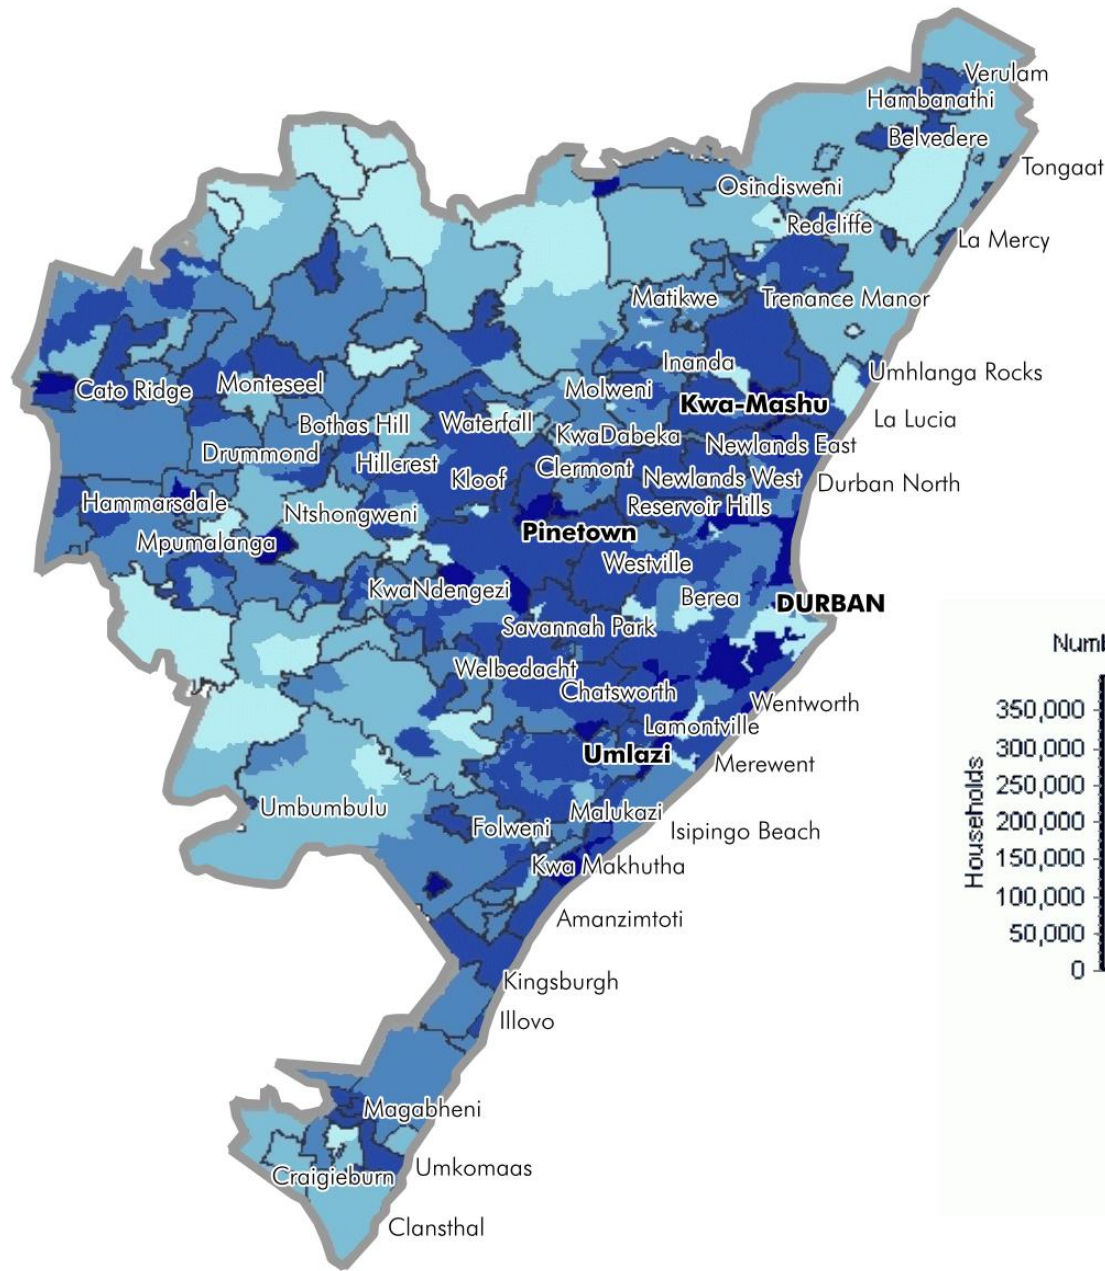 Verulam
Hambanathi
Belvedere
Tongaat
Osindisweni
Redcliffe
La Mercy
Matikwe
Trenance Manor
Inanda
Umhlanga Rocks
Cato Ridge
Monteseel
Molweni
Kwa-Mashu
La Lucia
Bothas Hill
Waterfall
KwaDabeka
Newlands East
Drummond
Hillcrest
Kloof
Clermont
Newlands West
Durban North
Hammarsdale
Ntshongweni
Reservoir Hills
Mpumalanga
Pinetown
Westville
KwaNdengezi
Berea
DURBAN
Savannah Park
Welbedacht
Chatsworth
Wentworth
Lamontville
Umlazi
Merewent
Umbumbulu
Folweni
Malukazi
Isipingo Beach
Kwa Makhutha
Amanzimtoti
Kingsburgh
Illovo
Magabheni
Craigieburn
Umkomaas
Clansthal
Households
350,000
300,000
250,000
200,000
150,000
100,000
50,000
0